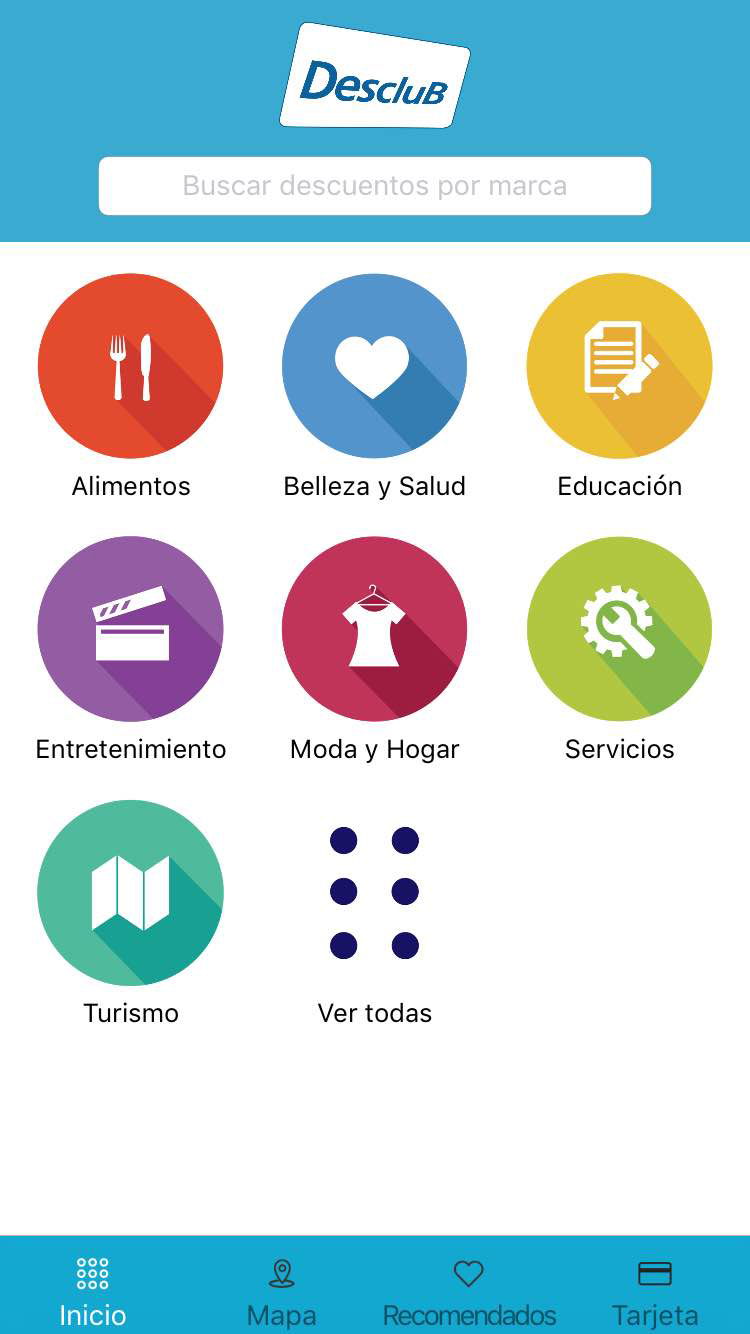 DescluB
Buscar descuentos por marca
Alimentos
Belleza y Salud
Educación
Entretenimiento
Moda y Hogar
Servicios
Turismo
Ver todas
Inicio
Mapa
Recomendados
Tarjeta